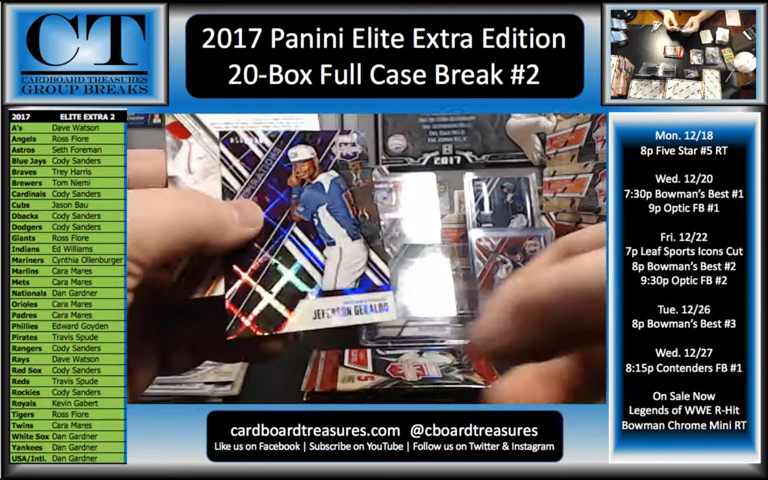 CT
CARDBOARD TREASURES
GROUP BREAKS
2017 Panini Elite Extra Edition
20-Box Full Case Break #2
2017 ELITE EXTRA 2
A's Dave Watson
Angels Ross Flore
Astros Seth Foreman
Blue Jays Cody Sanders
Braves Trey Harris
Brewers Tom Niemi
Cardinals Cody Sanders
Cubs Jason Bau
Dbacks Cody Sanders
Dodgers Cody Sanders
Giants Ross Flore
Indians Ed Williams
Mariners Cynthia Ollenburger
Marlins Cara Mares
Mets Cara Mares
Nationals Dan Gardner
Orioles Cara Mares
Padres Cara Mares
Phillies Edward Goyden
Pirates Travis Spude
Rangers Cody Sanders
Rays Dave Watson
Red Sox Cody Sanders
Reds Travis Spude
Rockies Cody Sanders
Royals Kevin Gabert
Tigers Ross Flore
Twins Cara Mares
White Sox Dan Gardner
Yankees Dan Gardner
USA/Intl. Dan Gardner
2017
JEFERSON GERALDO
5
Mon. 12/18
8p Five Star #5 RT
Wed. 12/20
7:30p Bowman's Best #1
9p Optic FB #1
Fri. 12/22
7p Leaf Sports Icons Cut
8p Bowman's Best #2
9:30p Optic FB #2
Tue. 12/26
8p Bowman's Best #3
Wed. 12/27
8:15p Contenders FB #1
On Sale Now
Legends of WWE R-Hit
Bowman Chrome Mini RT
cardboardtreasures.com @cboardtreasures
Like us on Facebook | Subscribe on YouTube | Follow us on Twitter & Instagram